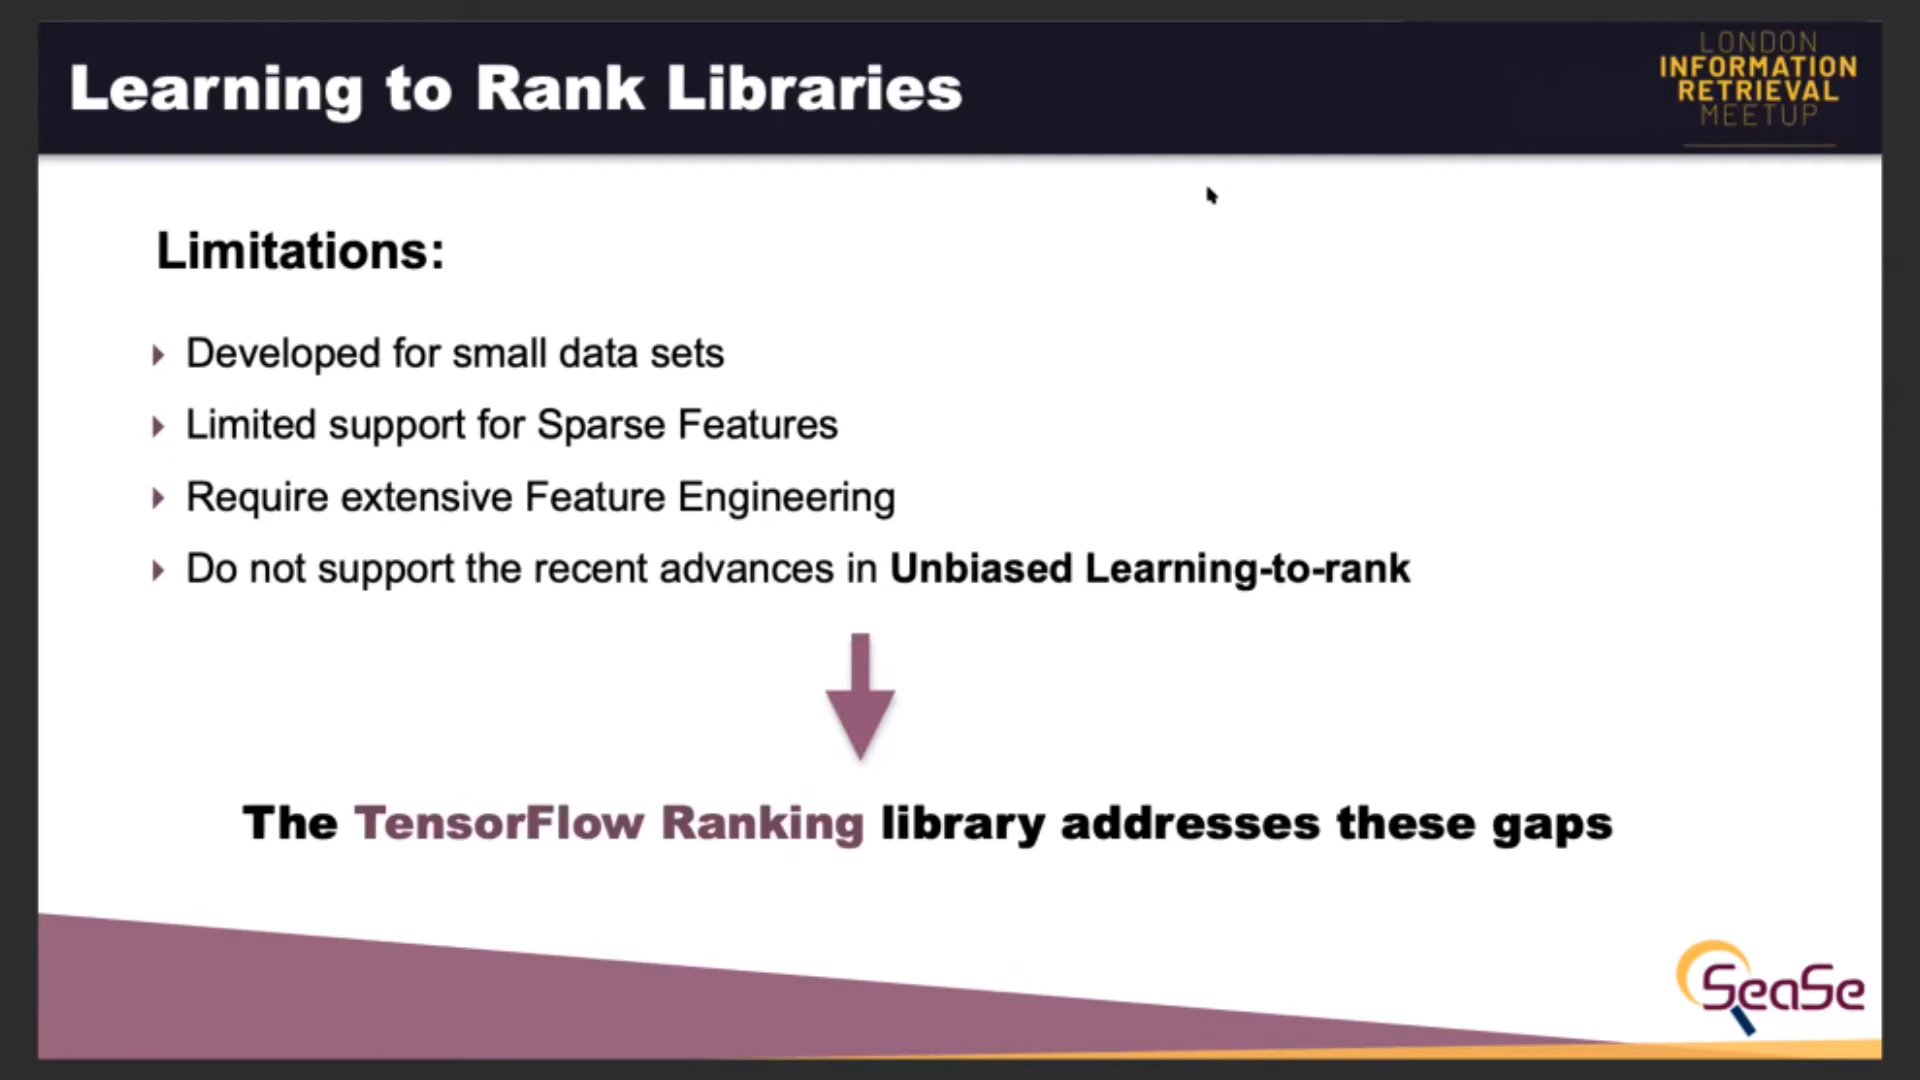 Learning to Rank Libraries
LONDON
INFORMATION
RETRIEVAL
MEETUP
Limitations:
Developed for small data sets
Limited support for Sparse Features
Require extensive Feature Engineering
Do not support the recent advances in Unbiased Learning-to-rank
The TensorFlow Ranking library addresses these gaps
SeaSe